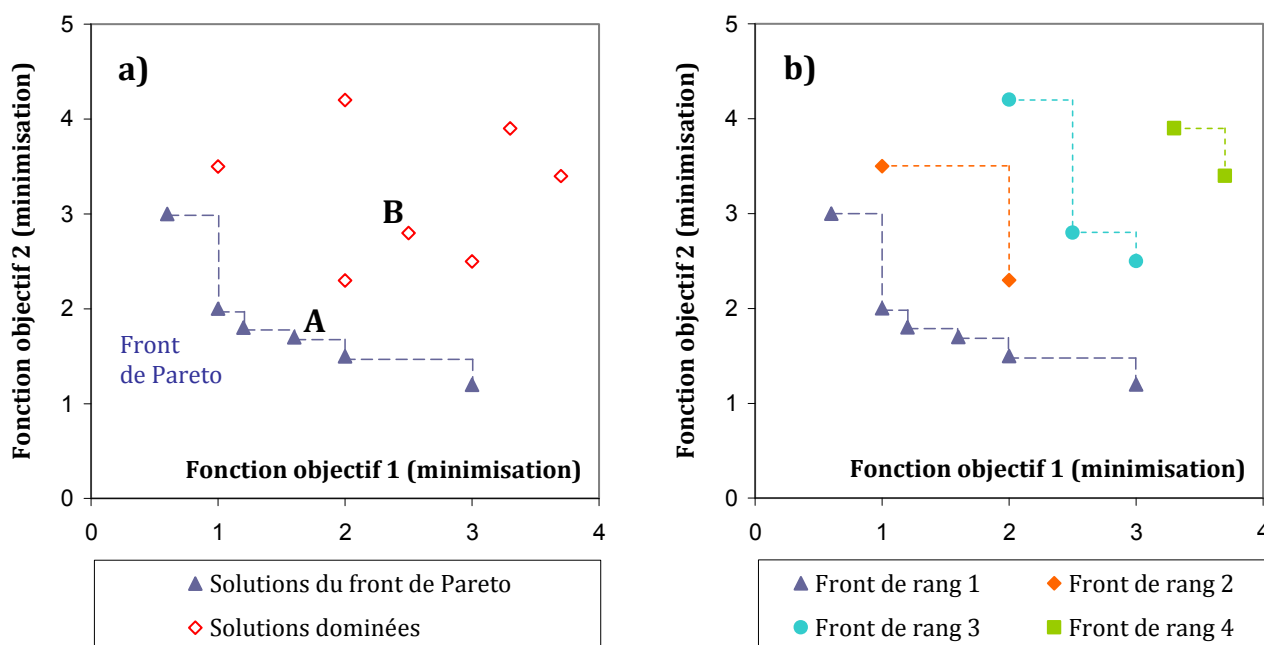 a)
Fonction objectif 2 (minimisation)
5
4
3
2
1
0
B
A
Front
de Pareto
Fonction objectif 1 (minimisation)
0 1 2 3 4
Solutions du front de Pareto
Solutions dominées
b)
Fonction objectif 2 (minimisation)
5
4
3
2
1
0
Fonction objectif 1 (minimisation)
0 1 2 3 4
Front de rang 1 Front de rang 2
Front de rang 3 Front de rang 4